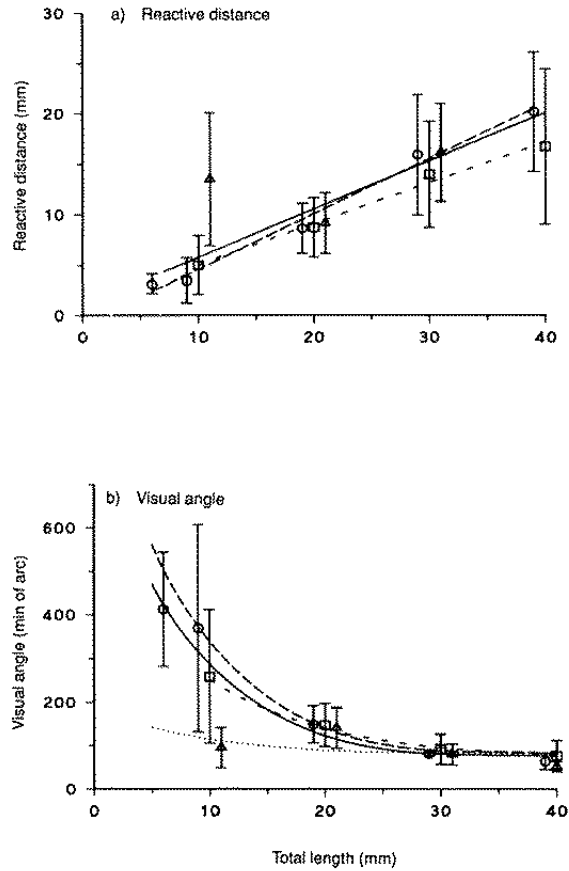 a) Reactive distance
30
20
10
0
Reactive distance (mm)
0 10 20 30 40
b) Visual angle
600
400
200
0
Visual angle (min of arc)
0 10 20 30 40
Total length (mm)